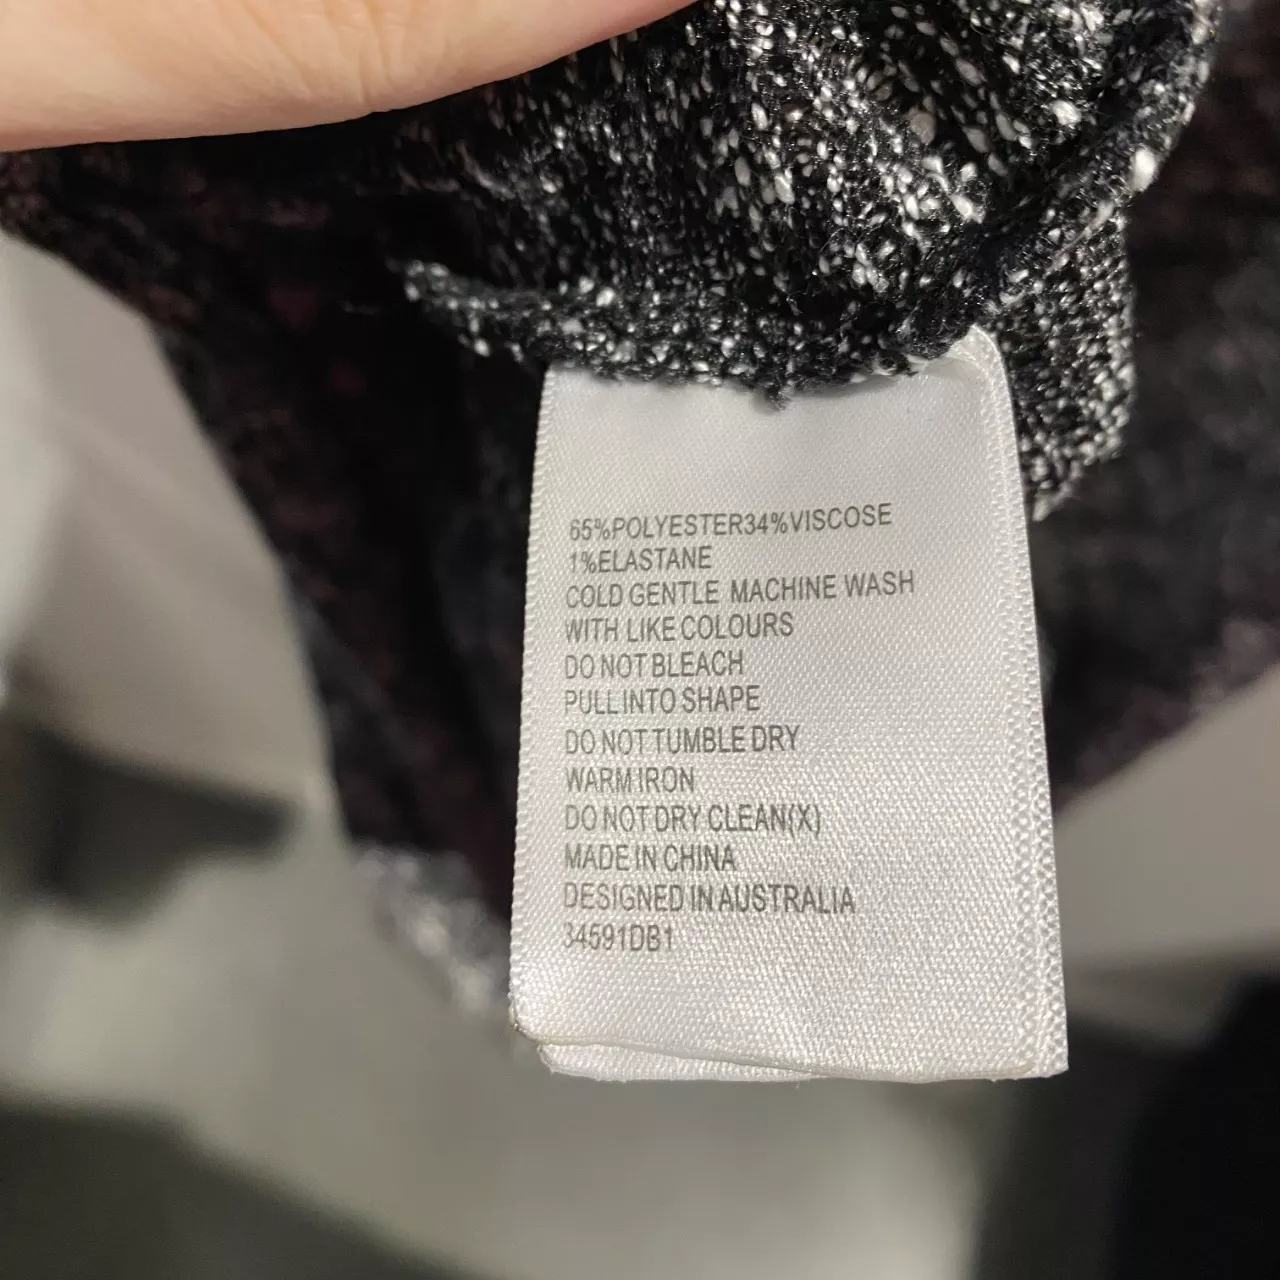 65%POLYESTER34%VISCOSE
1%ELASTANE
COLD GENTLE MACHINE WASH
WITH LIKE COLOURS
DO NOT BLEACH
PULL INTO SHAPE
DO NOT TUMBLE DRY
WARM IRON
DO NOT DRY CLEAN(X)
MADE IN CHINA
DESIGNED IN AUSTRALIA
34591DB1